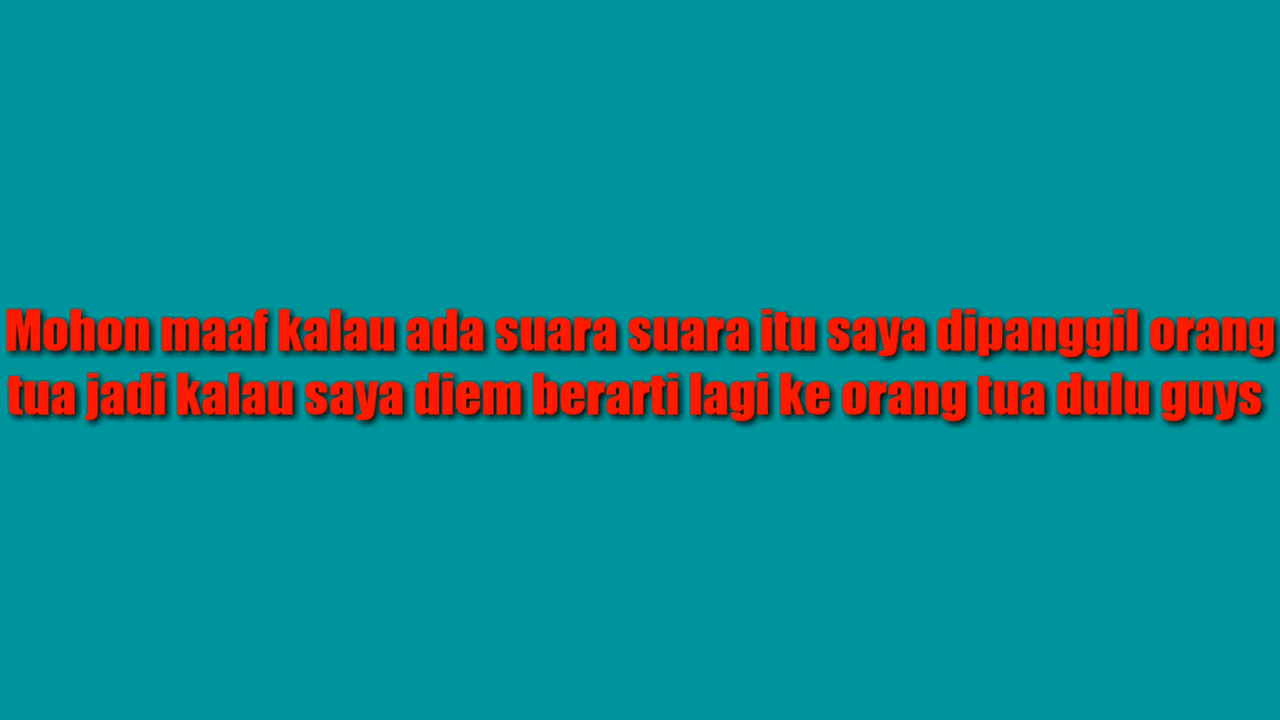 Mohon maaf kalau ada suara suara itu saya dipanggil orang
tua jadi kalau saya diem berarti lagi ke orang tua dulu guys